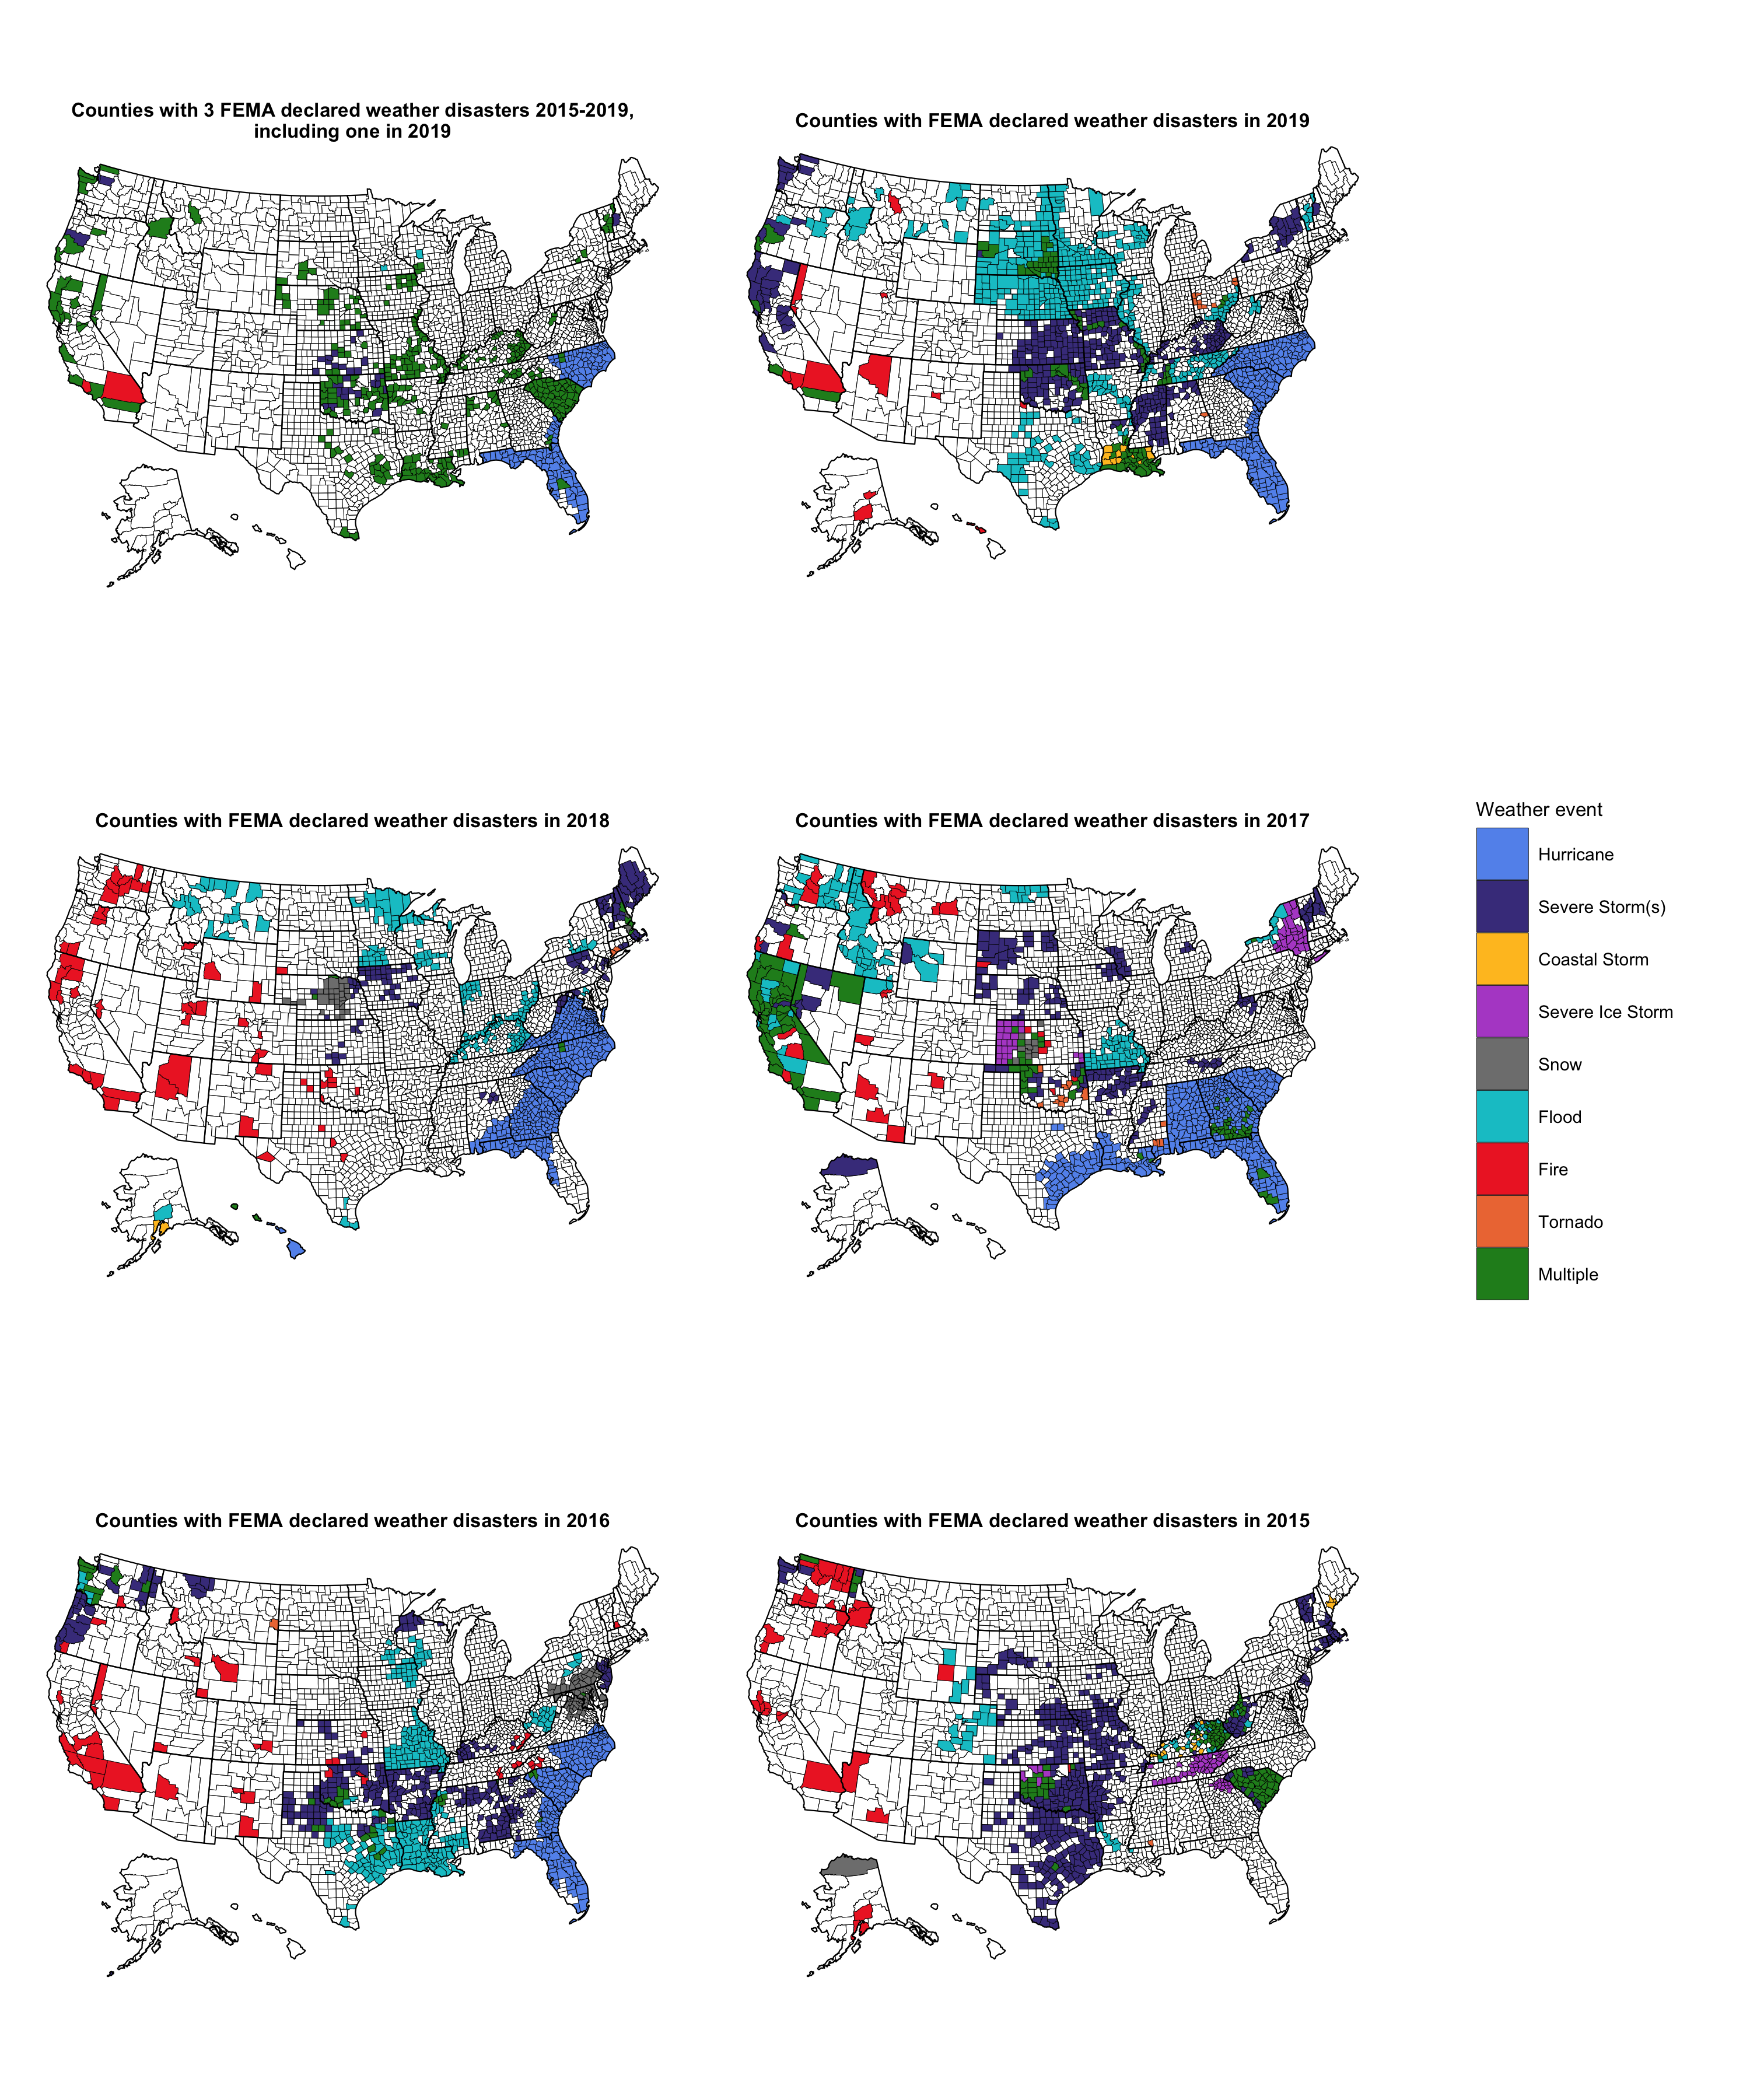 Counties with 3 FEMA declared weather disasters 2015-2019,
including one in 2019
Counties with FEMA declared weather disasters in 2019
Counties with FEMA declared weather disasters in 2018
Counties with FEMA declared weather disasters in 2017
Weather event
Hurricane
Severe Storm(s)
Coastal Storm
Severe Ice Storm
Snow
Flood
Fire
Tornado
Multiple
Counties with FEMA declared weather disasters in 2016
Counties with FEMA declared weather disasters in 2015